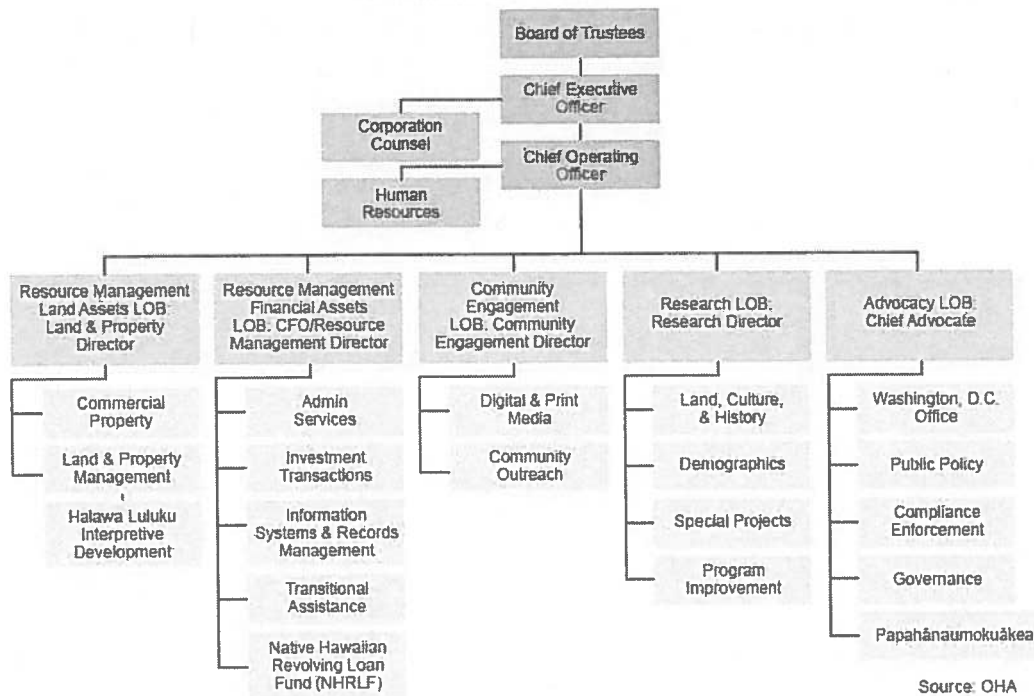 Board of Trustees
Chief Executive
Officer
Corporation
Counsel
Chief Operating
Officer
Human
Resources
Resource Management
Land Assets LOB:
Land & Property
Director
Commercial
Property
Land & Property
Management
Halawa Luluku
Interpretive
Development
Resource Management
Financial Assets
LOB. CFO/Resource
Management Director
Admin
Services
Investment
Transactions
Information
Systems & Records
Management
Transitional
Assistance
Native Hawaiian
Revolving Loan
Fund (NHRLF)
Community
Engagement
LOB. Community
Engagement Director
Digital & Print
Media
Community
Outreach
Research LOB:
Research Director
Land, Culture,
& History
Demographics
Special Projects
Program
Improvement
Advocacy LOB:
Chief Advocate
Washington, D.C.
Office
Public Policy
Compliance
Enforcement
Governance
Papahānaumokuākea
Source: OHA